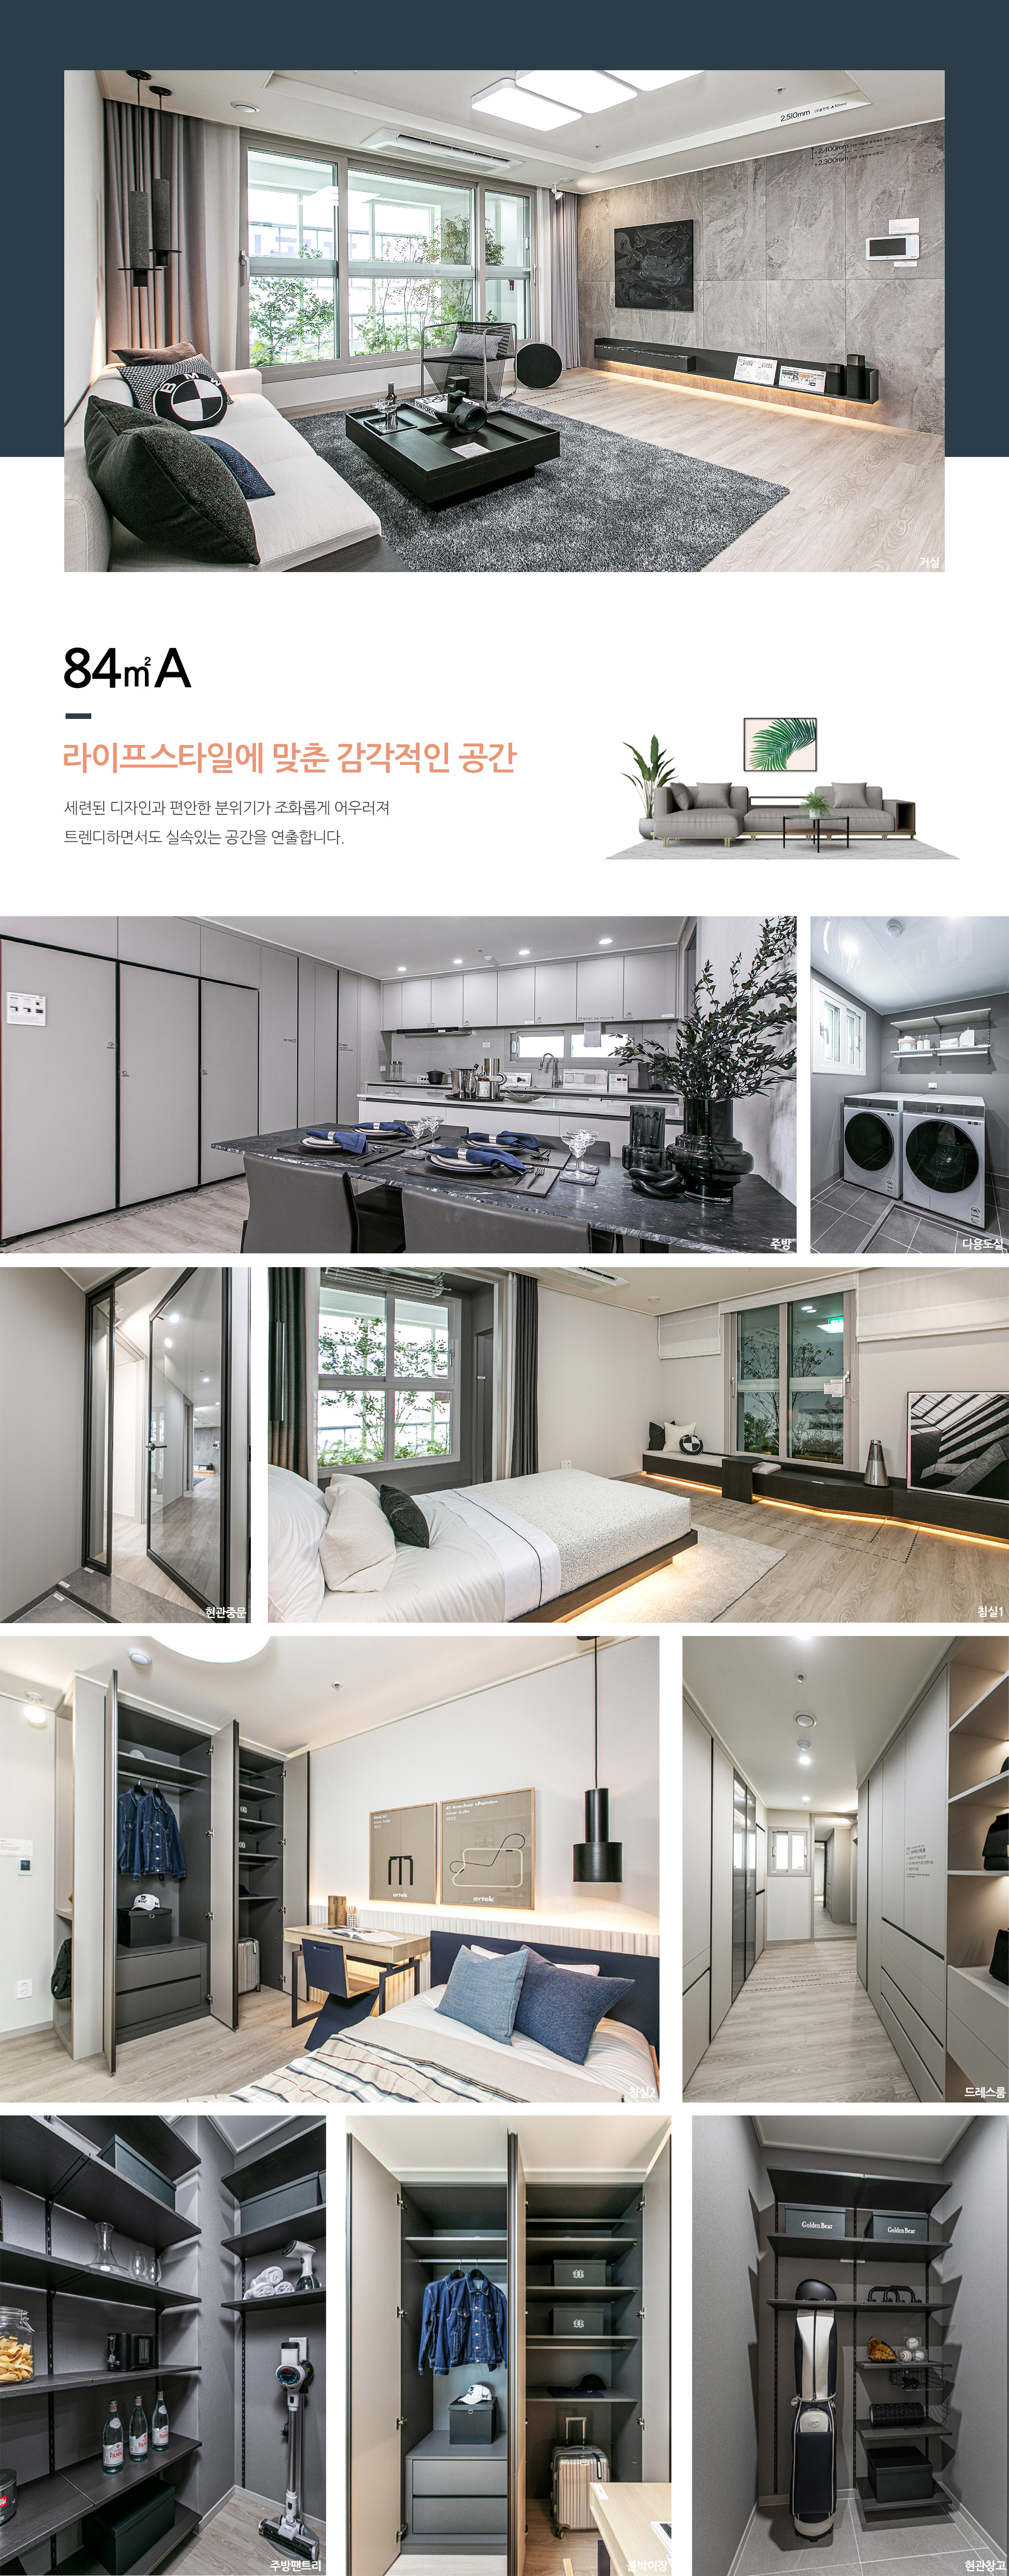 2,510mm
2,400mm
2,300mm
BMW
거실
84㎡A
라이프스타일에 맞춘 감각적인 공간
세련된 디자인과 편안한 분위기가 조화롭게 어우러져
트렌디하면서도 실속있는 공간을 연출합니다.
주방
다용도실
현관중문
침실1
artek
artek
침실2
드레스룸
주방팬트리
붙박이장
Golden Bear
Golden Bear
현관창고